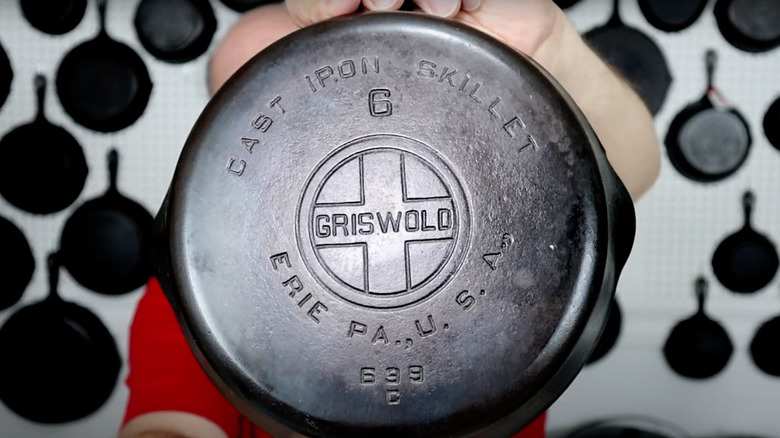 CAST IRON SKILLET
6
GRISWOLD
ERIE PA., U. S. A.,
699
C